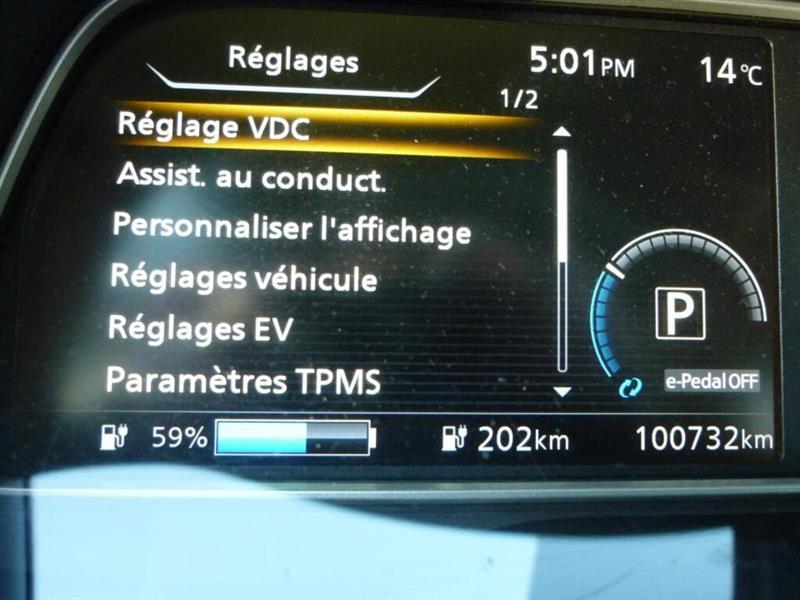 Réglages
5:01PM
14°C
1/2
Réglage VDC
Assist. au conduct.
Personnaliser l'affichage
Réglages véhicule
Réglages EV
Paramètres TPMS
P
e-Pedal OFF
59%
202km
100732km